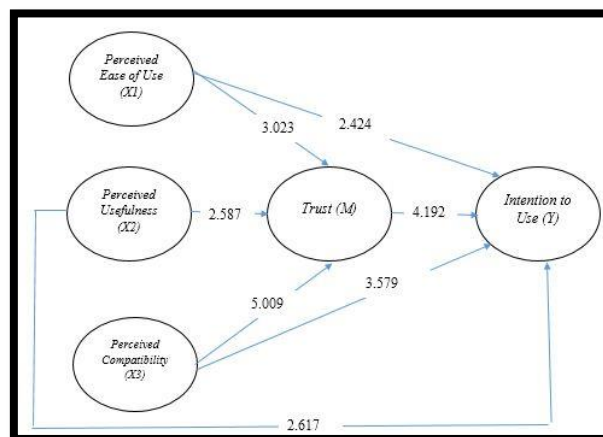 Perceived
Ease of Use
(X1)
3.023
2.424
Perceived
Usefulness
(X2)
2.587
Trust (M)
4.192
Intention to
Use (Y)
5.009
3.579
Perceived
Compatibility
(X3)
2.617